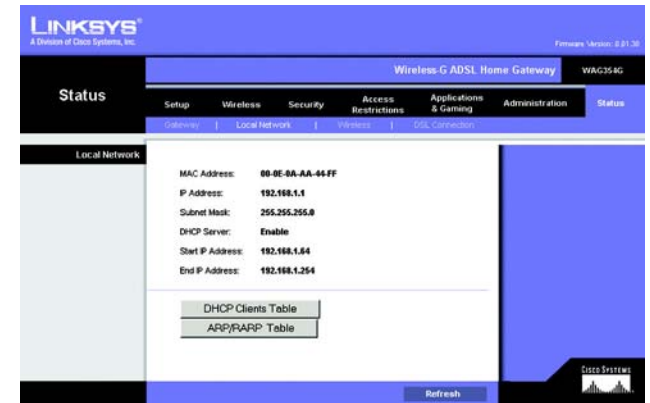 LINKSYS®
A Division of Cisco Systems, Inc.
Firmware Version: 0.01.30
Wireless-G ADSL Home Gateway WAG354G
Status
Setup Wireless Security Access Restrictions Applications & Gaming Administration Status
Gateway | Local Network | Wireless | DSL Connection
Local Network
MAC Address: 00-0E-0A-AA-44-FF
IP Address: 192.168.1.1
Subnet Mask: 255.255.255.0
DHCP Server: Enable
Start IP Address: 192.168.1.64
End IP Address: 192.168.1.254
DHCP Clients Table
ARP/RARP Table
CISCO SYSTEMS
Refresh